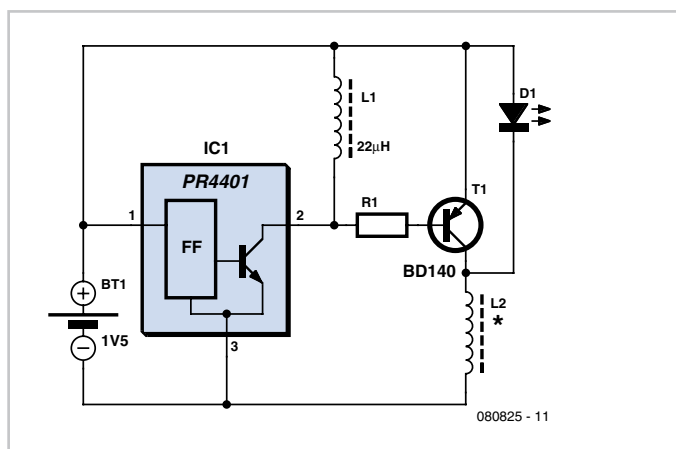 L1
22μH
D1
IC1
PR4401
1
FF
2
R1
T1
BD140
BT1
+
1V5
−
3
L2
*
080825 - 11